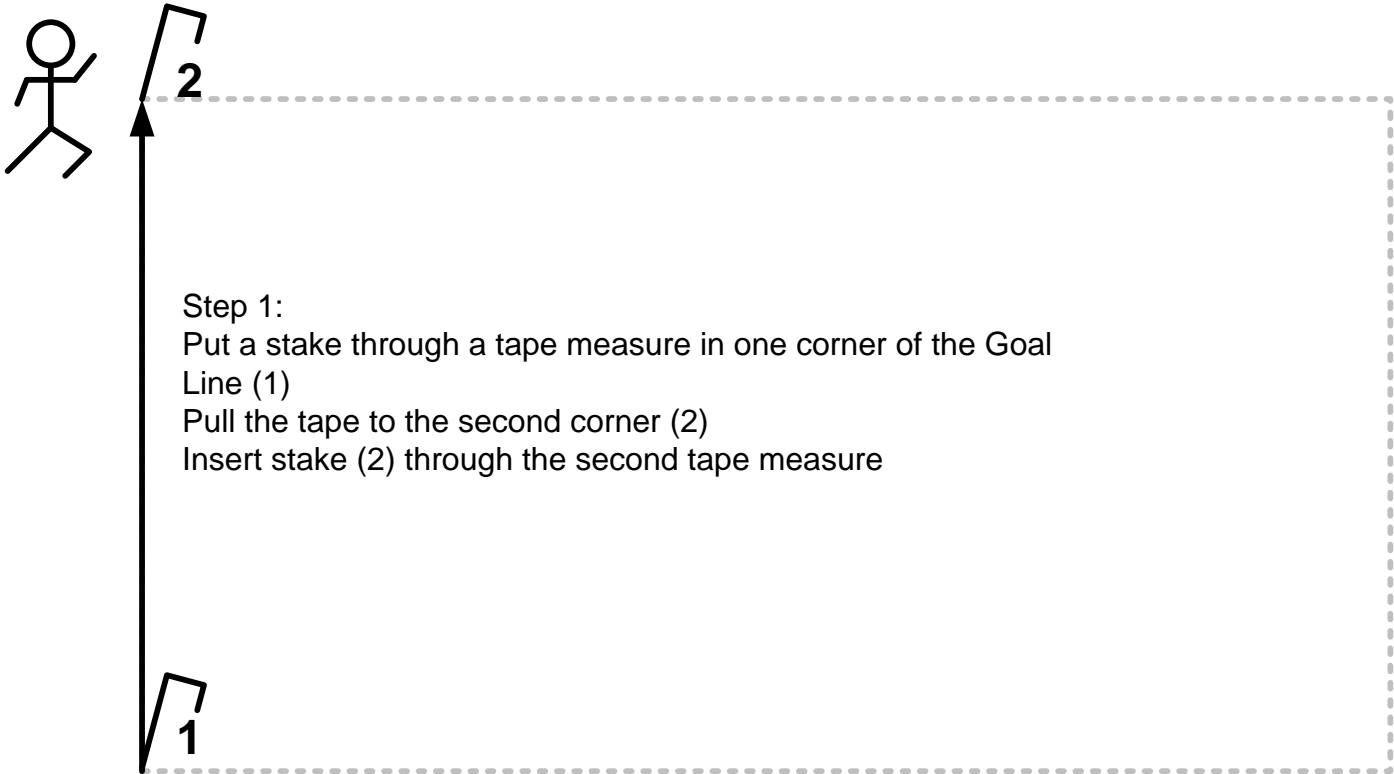 2
Step 1:
Put a stake through a tape measure in one corner of the Goal
Line (1)
Pull the tape to the second corner (2)
Insert stake (2) through the second tape measure
1